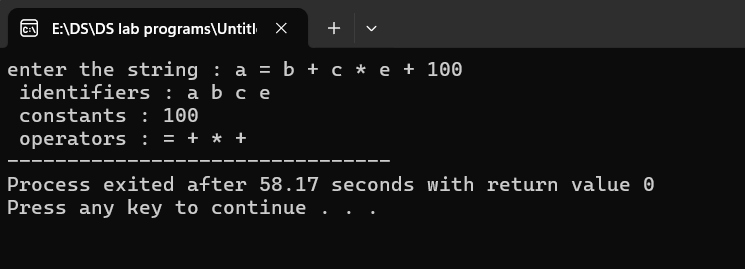 E:\DS\DS lab programs\Untitl
enter the string : a = b + c * e + 100
identifiers : a b c e
constants : 100
operators : = + * +
--------------------------------
Process exited after 58.17 seconds with return value 0
Press any key to continue . . .